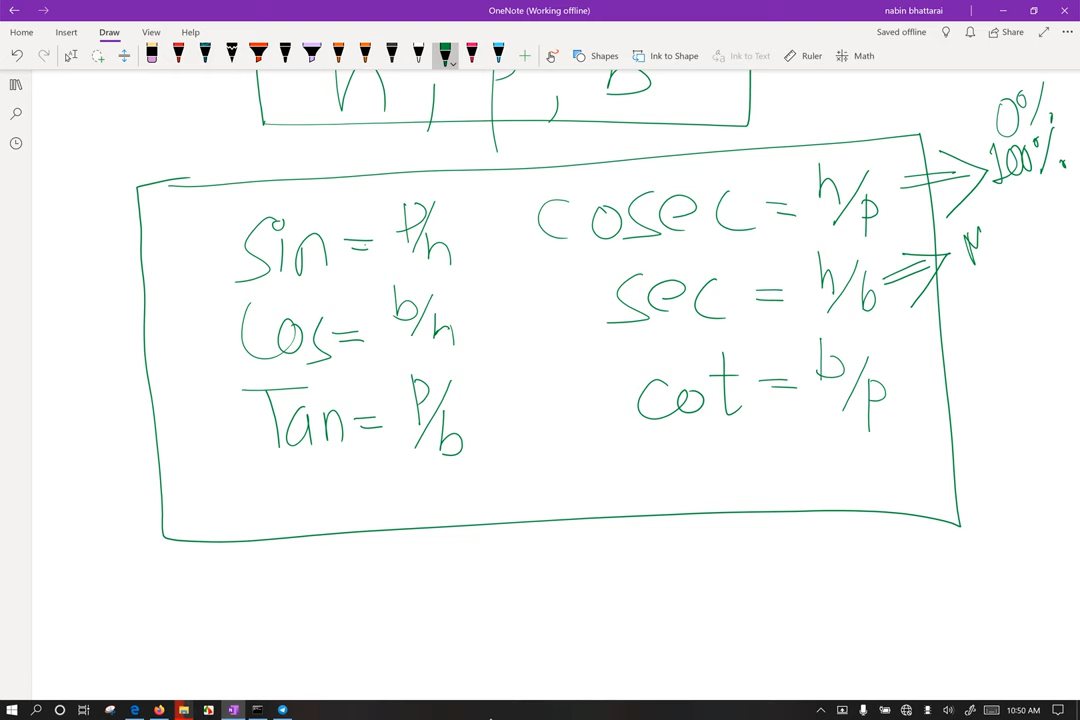 OneNote (Working offline)
nabin bhattarai
Home Insert Draw View Help
Saved offline
Share
Shapes
Ink to Shape
Ink to Text
Ruler
Math
h, p, b
0%
100%
sin = p/h
cosec = h/p
cos = b/h
sec = h/b
Tan = p/b
cot = b/p
10:50 AM